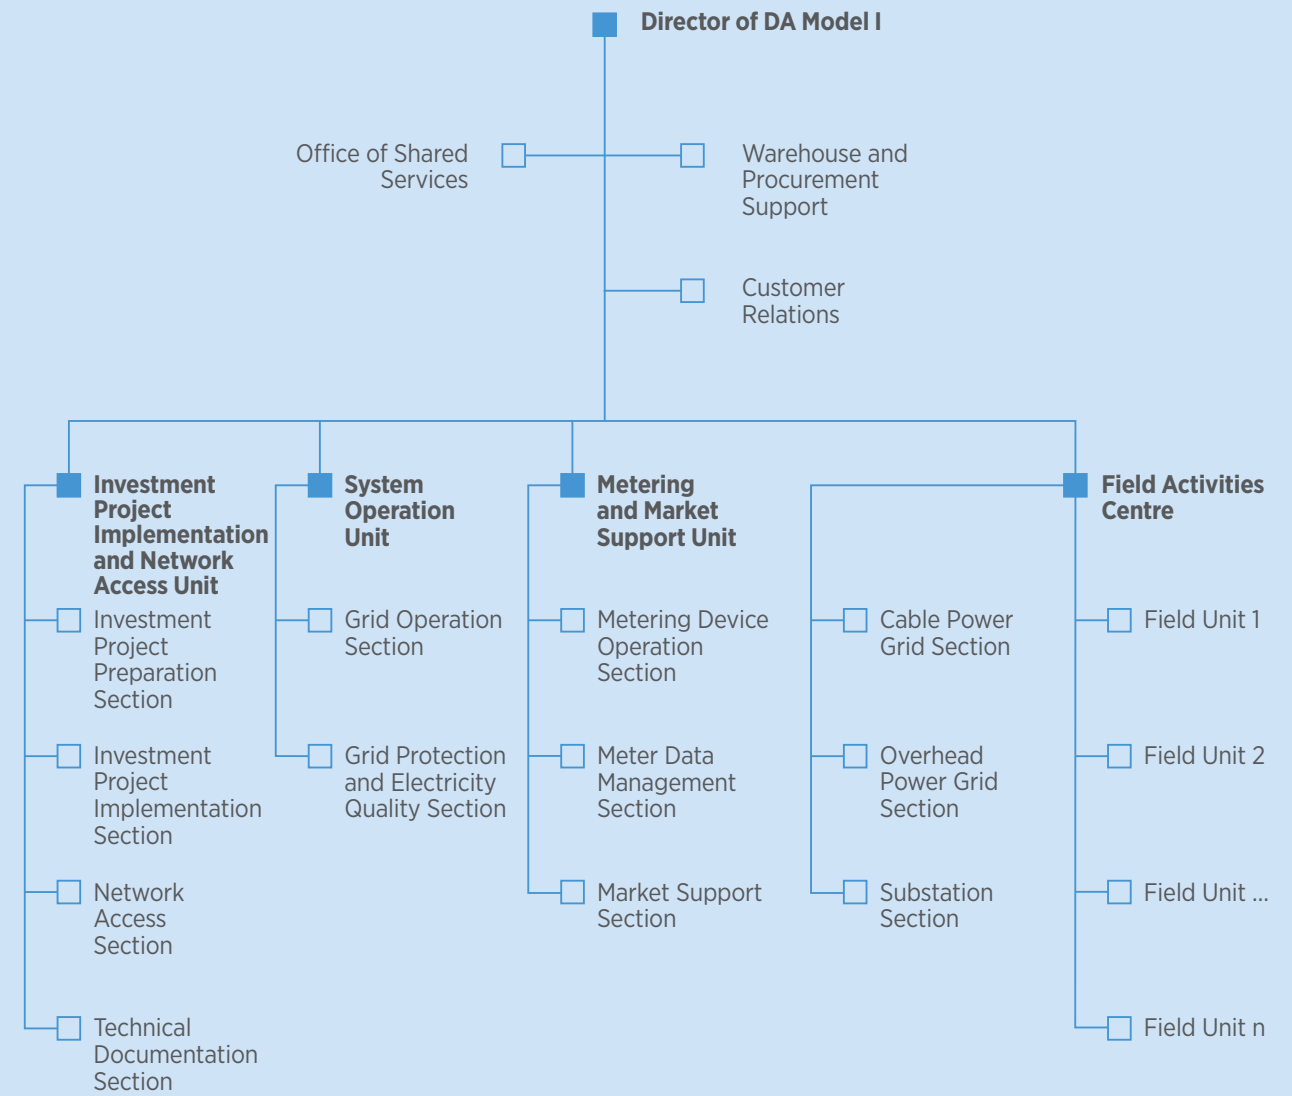 Director of DA Model I
Office of Shared
Services
Warehouse and
Procurement
Support
Customer
Relations
Investment
Project
Implementation
and Network
Access Unit
Investment
Project
Preparation
Section
Investment
Project
Implementation
Section
Network
Access
Section
Technical
Documentation
Section
System
Operation
Unit
Grid Operation
Section
Grid Protection
and Electricity
Quality Section
Metering
and Market
Support Unit
Metering Device
Operation
Section
Meter Data
Management
Section
Market Support
Section
Field Activities
Centre
Cable Power
Grid Section
Overhead
Power Grid
Section
Substation
Section
Field Unit 1
Field Unit 2
Field Unit ...
Field Unit n